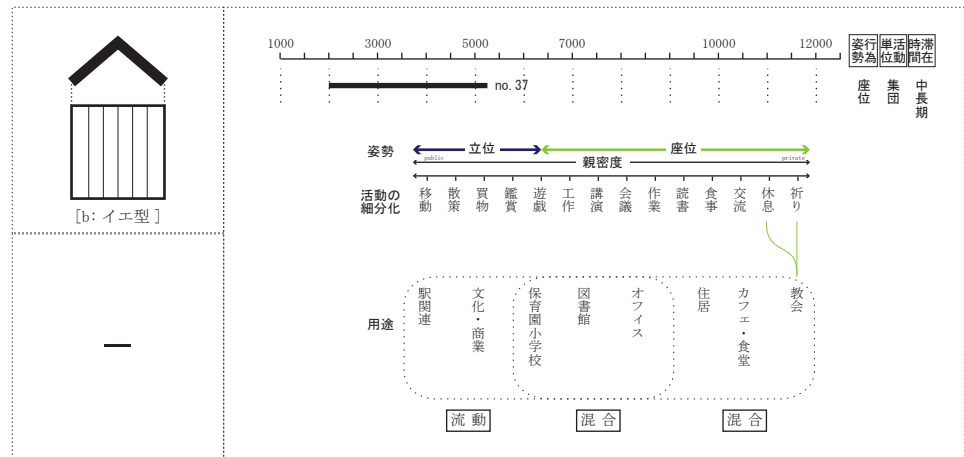 1000 3000 5000 7000 10000 12000
行為姿勢 活動単位 滞在時間
no. 37
座位 集団 中長期
姿勢 立位 座位
public 親密度 private
活動の細分化
移動 散策 買物 鑑賞 遊戯 工作 講演 会議 作業 読書 食事 交流 休息 祈り
[b: イエ型 ]
用途
駅関連 文化・商業 保育園小学校 図書館 オフィス 住居 カフェ・食堂 教会
流 動 混 合 混 合